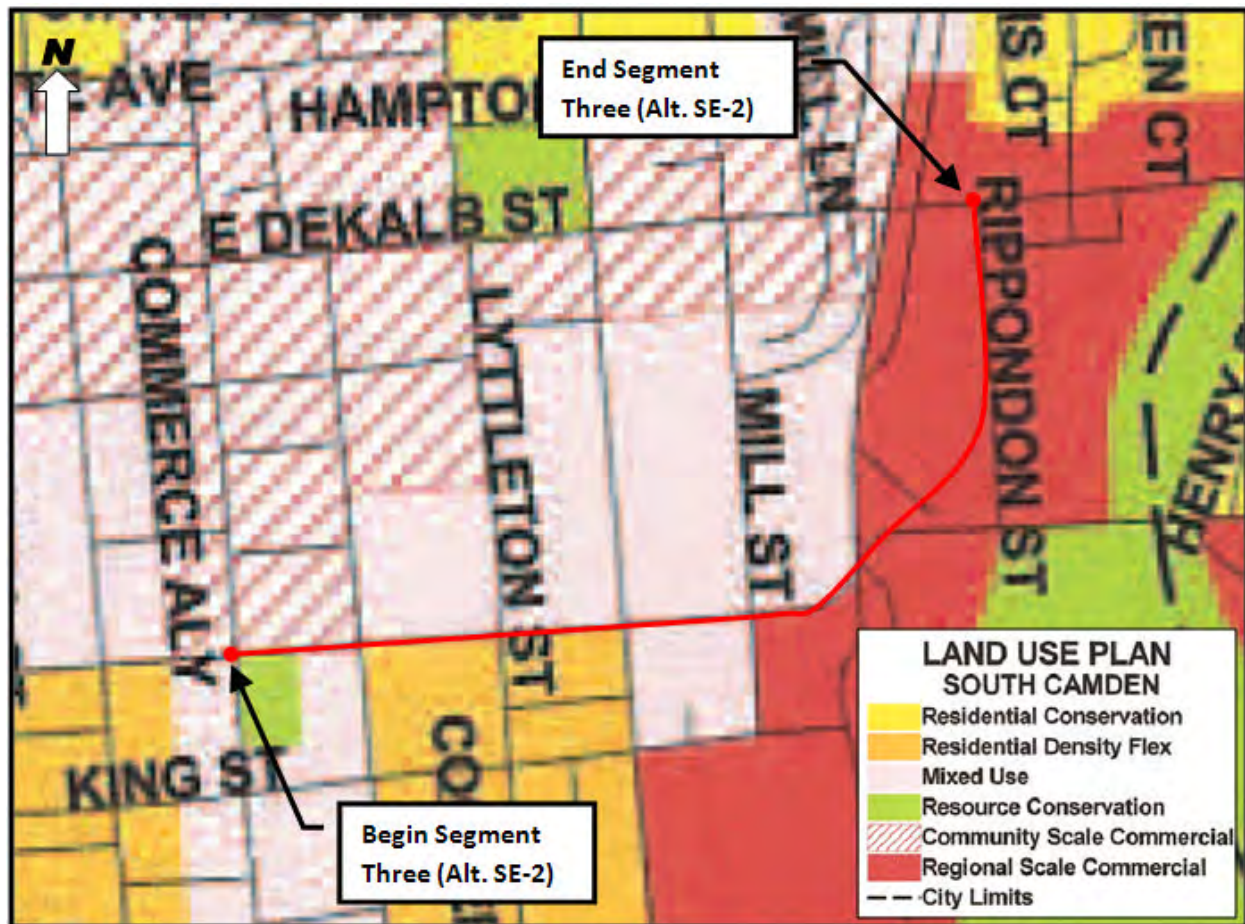 N
AVE
HAMPTO
MILL LN
MS CT
EN CT
End Segment
Three (Alt. SE-2)
E DEKALB ST
COMMERCE ALY
LYTTLETON ST
MILL ST
RIPPONDON ST
HENRY
KING ST
Begin Segment
Three (Alt. SE-2)
LAND USE PLAN
SOUTH CAMDEN
Residential Conservation
Residential Density Flex
Mixed Use
Resource Conservation
Community Scale Commercial
Regional Scale Commercial
City Limits